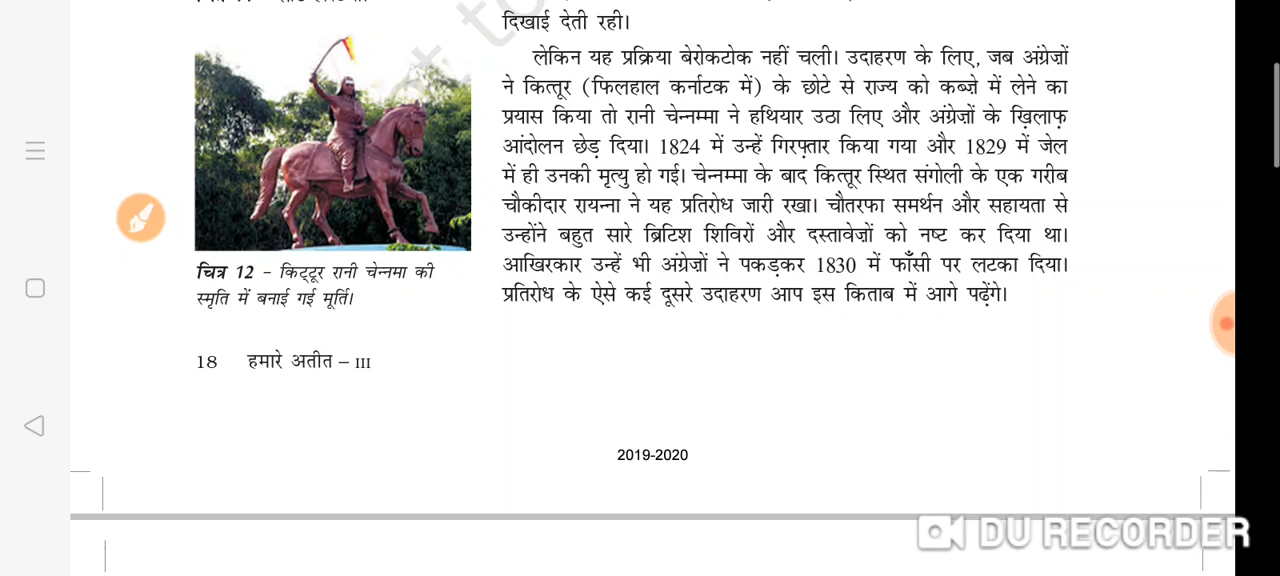 दिखाई देती रही।
लेकिन यह प्रक्रिया बेरोकटोक नहीं चली। उदाहरण के लिए, जब अंग्रेज़ों
ने कित्तूर (फिलहाल कर्नाटक में) के छोटे से राज्य को कब्ज़े में लेने का
प्रयास किया तो रानी चेन्नम्मा ने हथियार उठा लिए और अंग्रेज़ों के ख़िलाफ़
आंदोलन छेड़ दिया। 1824 में उन्हें गिरफ़्तार किया गया और 1829 में जेल
में ही उनकी मृत्यु हो गई। चेन्नम्मा के बाद कित्तूर स्थित संगोली के एक गरीब
चौकीदार रायन्ना ने यह प्रतिरोध जारी रखा। चौतरफा समर्थन और सहायता से
उन्होंने बहुत सारे ब्रिटिश शिविरों और दस्तावेज़ों को नष्ट कर दिया था।
आखिरकार उन्हें भी अंग्रेज़ों ने पकड़कर 1830 में फाँसी पर लटका दिया।
प्रतिरोध के ऐसे कई दूसरे उदाहरण आप इस किताब में आगे पढ़ेंगे।
चित्र 12 – किट्टूर रानी चेन्नमा की
स्मृति में बनाई गई मूर्ति।
18 हमारे अतीत – III
2019-2020
DU RECORDER